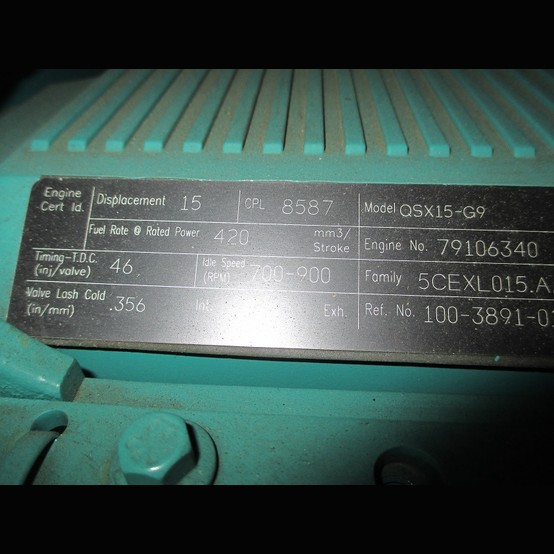 Engine Cert Id. Displacement 15 CPL 8587 Model QSX15-G9
Fuel Rate @ Rated Power 420 mm3/Stroke Engine No. 79106340
Timing-T.D.C. (inj/valve) 46 Idle Speed (RPM) 700-900 Family 5CEXL015.A
Valve Lash Cold (in/mm) .356 Int. Exh. Ref. No. 100-3891-0